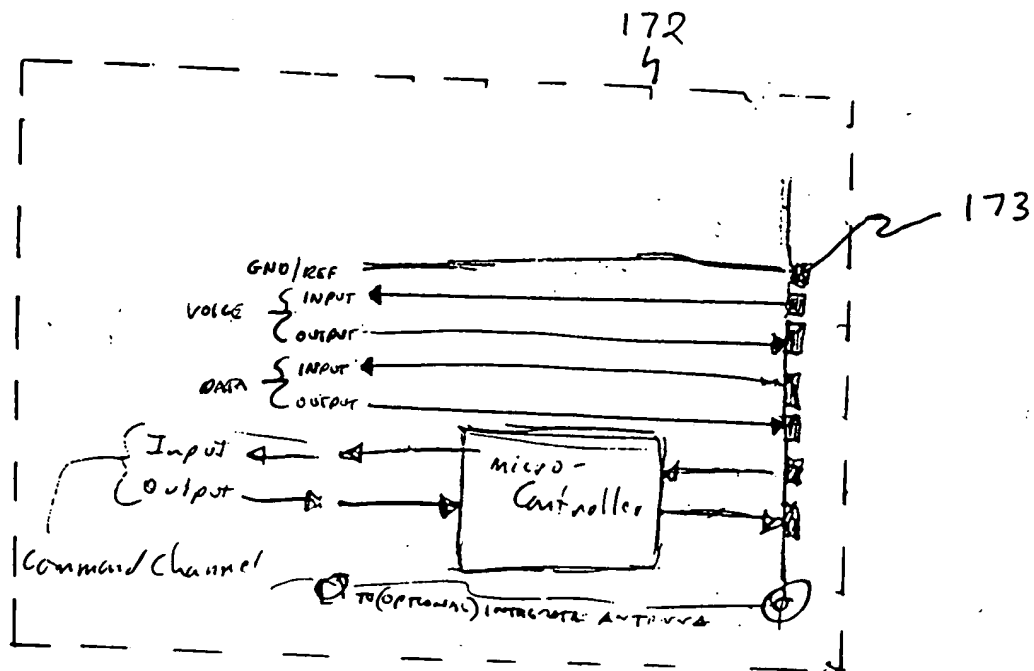 172
173
GND/REF
VOICE { INPUT
OUTPUT
DATA { INPUT
OUTPUT
Input
Output
Micro-
Controller
Command Channel
TO (OPTIONAL) INTEGRATE ANTENNA